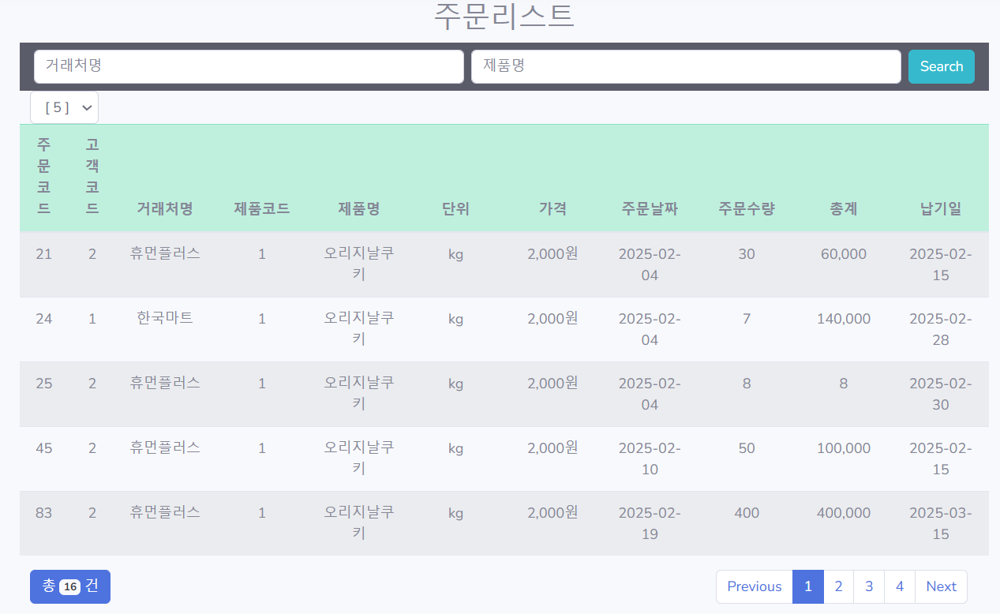 주문리스트
거래처명 제품명 Search
[ 5 ]
주문코드 고객코드 거래처명 제품코드 제품명 단위 가격 주문날짜 주문수량 총계 납기일
21 2 휴먼플러스 1 오리지날쿠키 kg 2,000원 2025-02-04 30 60,000 2025-02-15
24 1 한국마트 1 오리지날쿠키 kg 2,000원 2025-02-04 7 140,000 2025-02-28
25 2 휴먼플러스 1 오리지날쿠키 kg 2,000원 2025-02-04 8 8 2025-02-30
45 2 휴먼플러스 1 오리지날쿠키 kg 2,000원 2025-02-10 50 100,000 2025-02-15
83 2 휴먼플러스 1 오리지날쿠키 kg 2,000원 2025-02-19 400 400,000 2025-03-15
총 16 건 Previous 1 2 3 4 Next